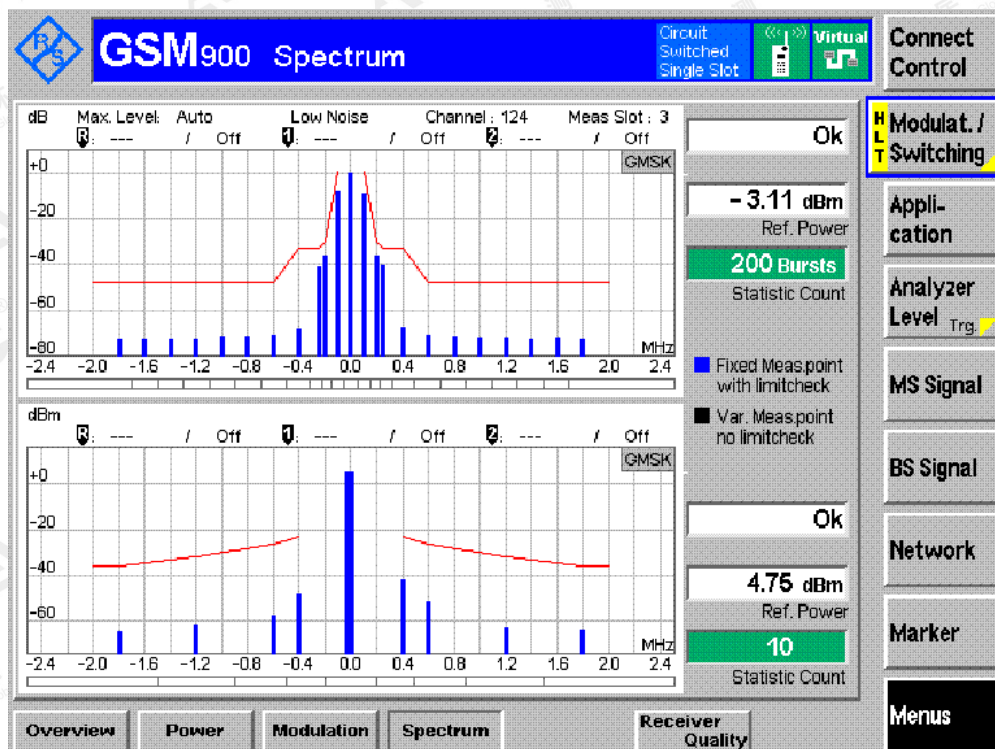 R/S
GSM900 Spectrum
Circuit Switched Single Slot
Virtual
Connect Control
dB Max. Level: Auto Low Noise Channel : 124 Meas Slot : 3
R: --- / Off 1: --- / Off 2: --- / Off
GMSK
+0
-20
-40
-60
-80
MHz
-2.4 -2.0 -1.6 -1.2 -0.8 -0.4 0.0 0.4 0.8 1.2 1.6 2.0 2.4
Ok
-3.11 dBm
Ref. Power
200 Bursts
Statistic Count
Fixed Meas.point
with limitcheck
Var. Meas.point
no limitcheck
dBm
R: --- / Off 1: --- / Off 2: --- / Off
GMSK
+0
-20
-40
-60
MHz
-2.4 -2.0 -1.6 -1.2 -0.8 -0.4 0.0 0.4 0.8 1.2 1.6 2.0 2.4
Ok
4.75 dBm
Ref. Power
10
Statistic Count
HLT
Modulat. /
Switching
Appli-
cation
Analyzer
Level Trg.
MS Signal
BS Signal
Network
Marker
Menus
Overview Power Modulation Spectrum Receiver Quality